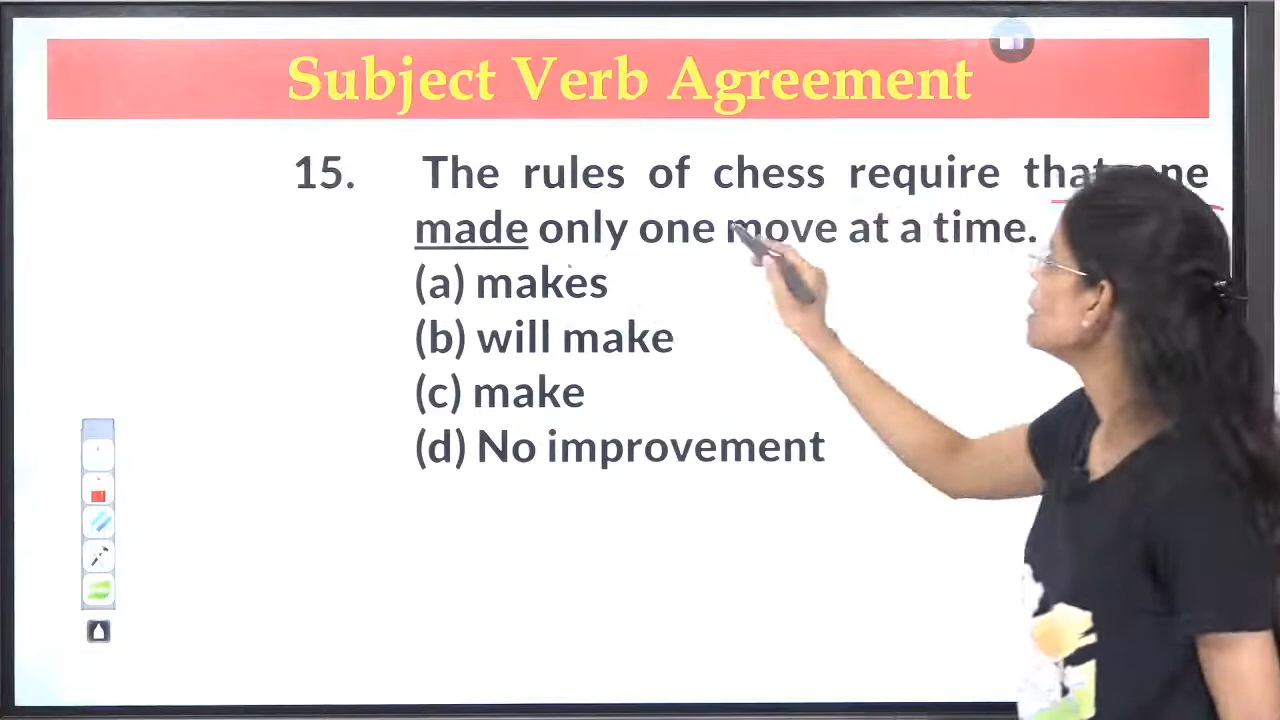 Subject Verb Agreement
15. The rules of chess require that one
made only one move at a time.
(a) makes
(b) will make
(c) make
(d) No improvement